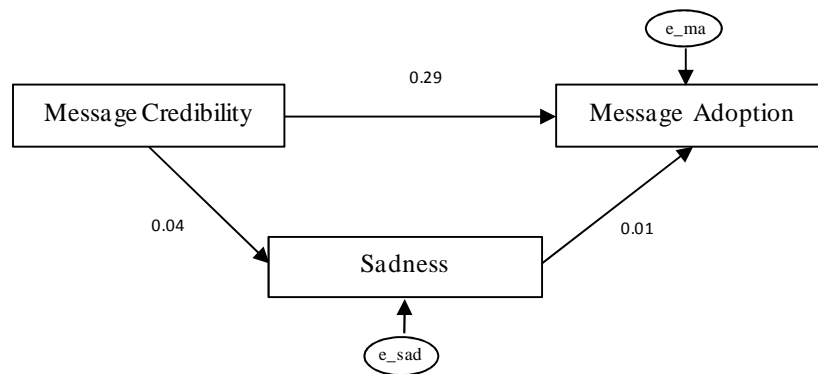 e_ma
0.29
Message Credibility
Message Adoption
0.04
0.01
Sadness
e_sad